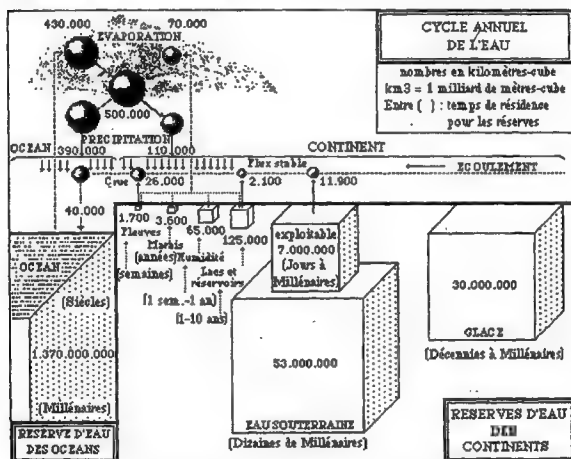 430.000
70.000
EVAPORATION
500.000
PRECIPITATION
390.000
110.000
CYCLE ANNUEL
DE L'EAU
nombres en kilomètres-cube
km3 = 1 milliard de mètres-cube
Entre ( ) : temps de résidence
pour les réserves
OCEAN
CONTINENT
Flux stable
ECOULEMENT
Crue
26.000
2.100
11.900
40.000
1.700
3.600
65.000
125.000
Fleuves
(semaines)
Marais
(années)
Humidité
(1 sem.-1 an)
Lacs et
réservoirs
(1-10 ans)
exploitable
7.000.000
(Jours à
Millénaires)
OCEAN
(Siècles)
1.370.000.000
(Millénaires)
RESERVE D'EAU
DES OCEANS
53.000.000
EAU SOUTERRAINE
(Dizaines de Millénaires)
30.000.000
GLACE
(Décennies à Millénaires)
RESERVES D'EAU
DES
CONTINENTS